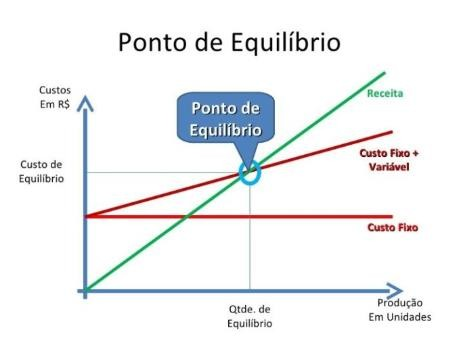 Ponto de Equilíbrio
Custos
Em R$
Receita
Ponto de
Equilíbrio
Custo Fixo +
Variável
Custo de
Equilíbrio
Custo Fixo
Qtde. de
Equilíbrio
Produção
Em Unidades